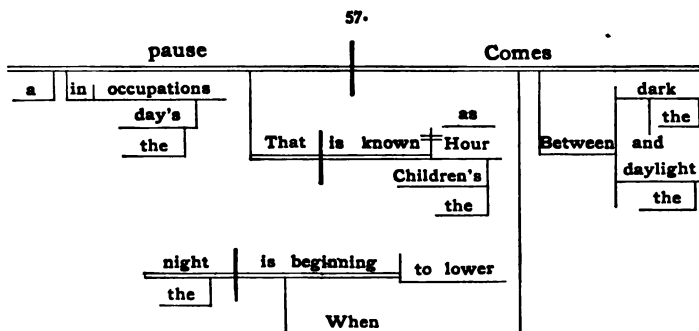 57.
pause Comes
a in occupations dark
day's as the
the That is known Hour Between and
Children's daylight
the the
night is beginning to lower
the
When